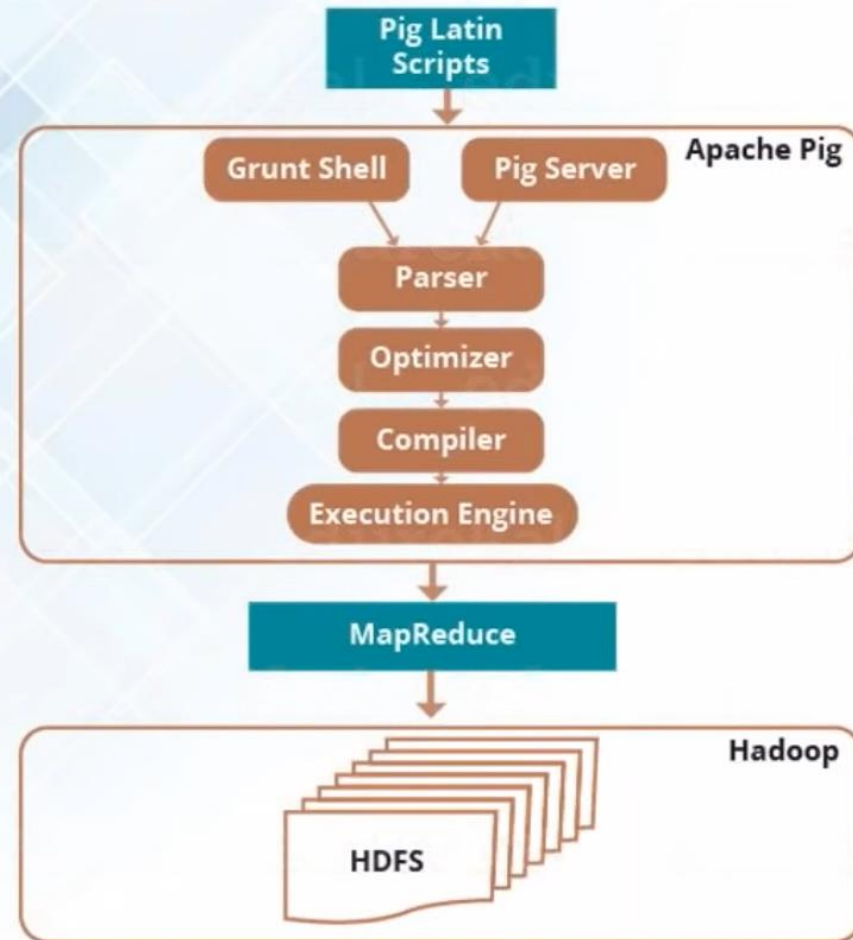 Pig Latin
Scripts
Apache Pig
Grunt Shell
Pig Server
Parser
Optimizer
Compiler
Execution Engine
MapReduce
Hadoop
HDFS